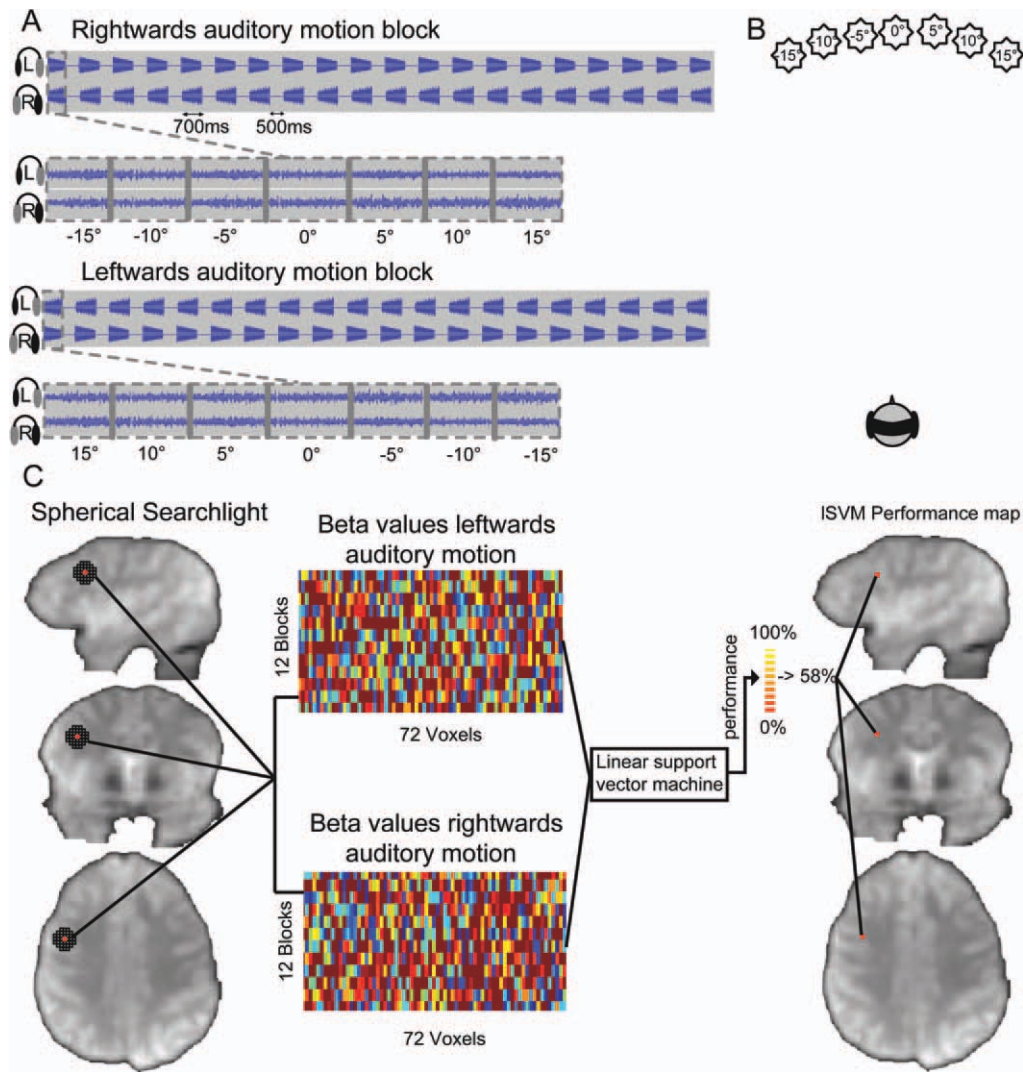 A
Rightwards auditory motion block
L
R
700ms
500ms
L
R
-15° -10° -5° 0° 5° 10° 15°
Leftwards auditory motion block
L
R
L
R
15° 10° 5° 0° -5° -10° -15°
B
-15° -10° -5° 0° 5° 10° 15°
C
Spherical Searchlight
Beta values leftwards
auditory motion
12 Blocks
72 Voxels
Beta values rightwards
auditory motion
12 Blocks
72 Voxels
Linear support
vector machine
performance
100%
-> 58%
0%
lSVM Performance map